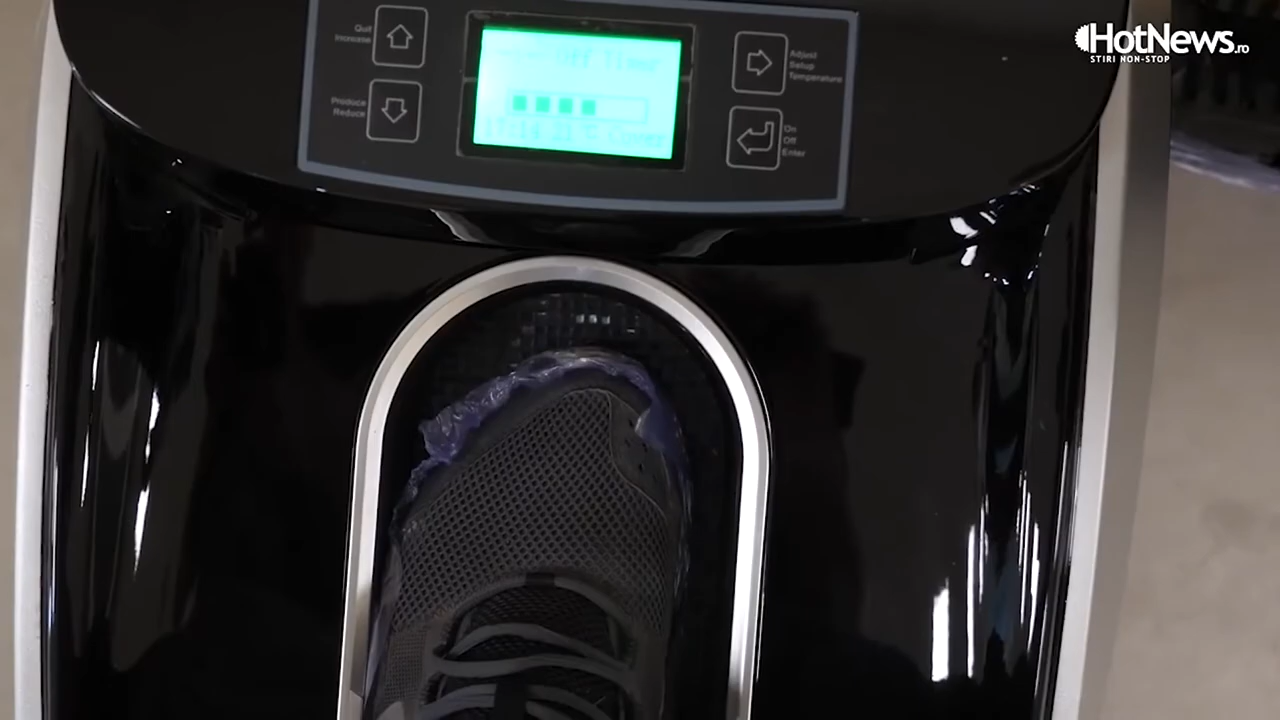 Quit
Increase
Produce
Reduce
Off Timer
Adjust
Setup
Temperature
On
Off
Enter
HotNews.ro
STIRI NON-STOP